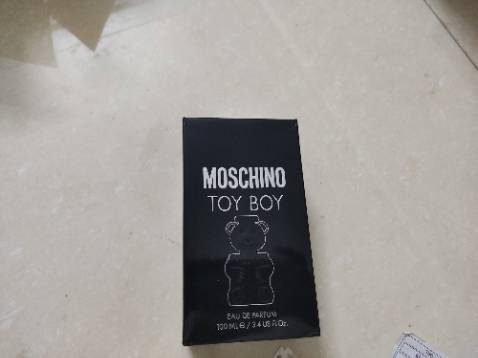 MOSCHINO
TOY BOY
EAU DE PARFUM
100 ML ℮ / 3.4 US Fl.Oz.